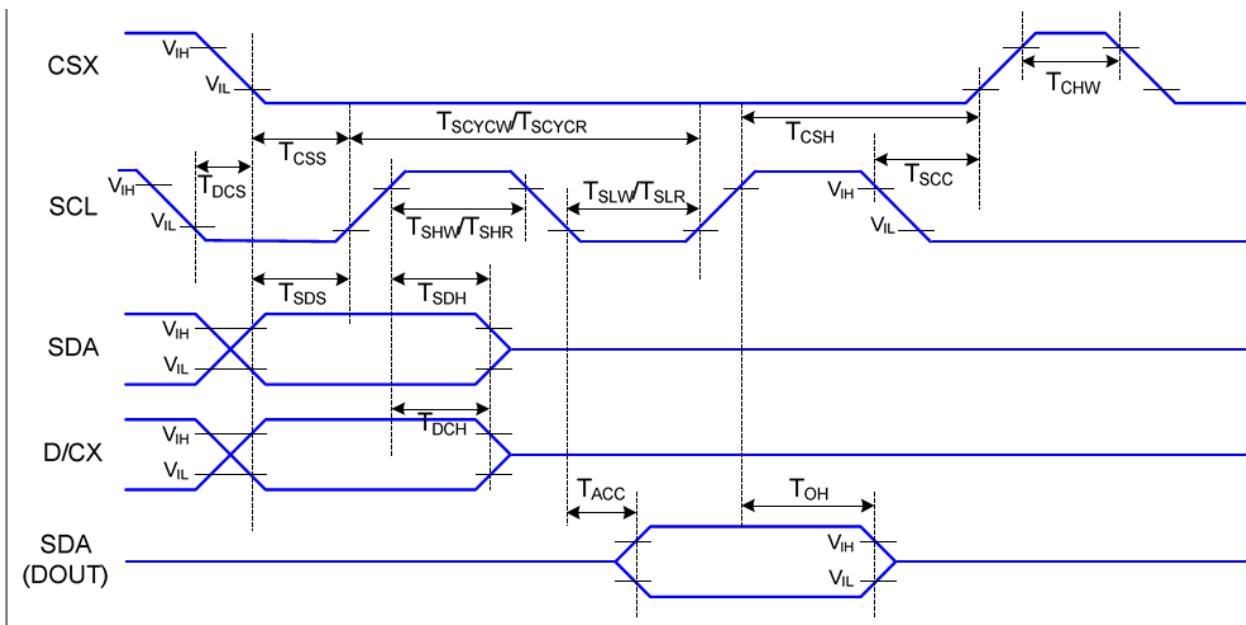 CSX
VIH
VIL
TCHW
TSCYCW/TSCYCR
TCSS
TCSH
TDCS
TSCC
SCL
VIH
VIL
TSLW/TSLR
TSHW/TSHR
VIH
VIL
TSDS
TSDH
SDA
VIH
VIL
D/CX
VIH
VIL
TDCH
TACC
TOH
SDA
(DOUT)
VIH
VIL